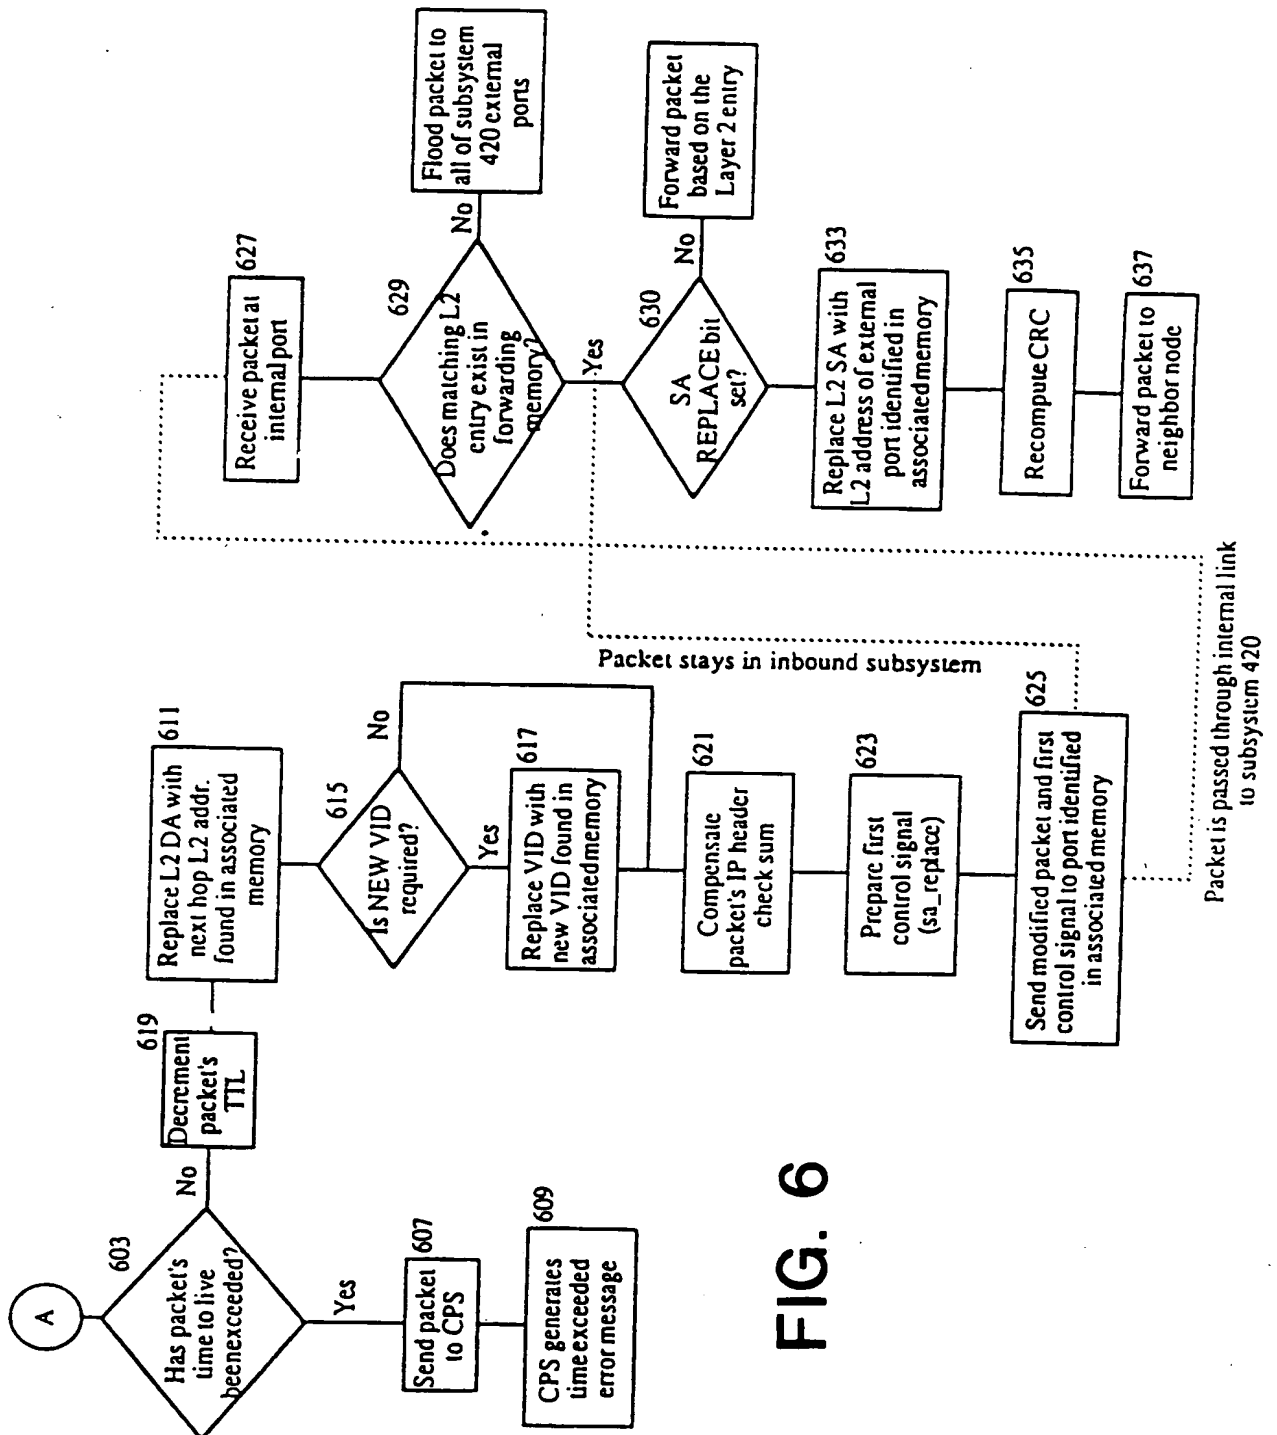 A
603
Has packet's
time to live
beenexceeded?
No
Yes
607
Send packet
to CPS
609
CPS generates
timeexceeded
error message
619
Decrement
packet's
TTL
611
Replace L2 DA with
next hop L2 addr.
found in associated
memory
615
Is NEW VID
required?
No
Yes
617
Replace VID with
new VID found in
associatedmemory
621
Compensate
packet's IP header
check sum
623
Prepare first
control signal
(sa_replace)
625
Send modified packet and first
control signal to port identified
in associated memory
Packet stays in inbound subsystem
Packet is passed through internal link
to subsystem 420
627
Receive packet at
internal port
629
Does matching L2
entry exist in
forwarding
memory?
No
Flood packet to
all of subsystem
420 external
ports
Yes
630
SA
REPLACE bit
set?
No
Forward packet
based on the
Layer 2 entry
633
Replace L2 SA with
L2 address of external
port identified in
associatedmemory
635
Recompute CRC
637
Forward packet to
neighbor node
FIG. 6